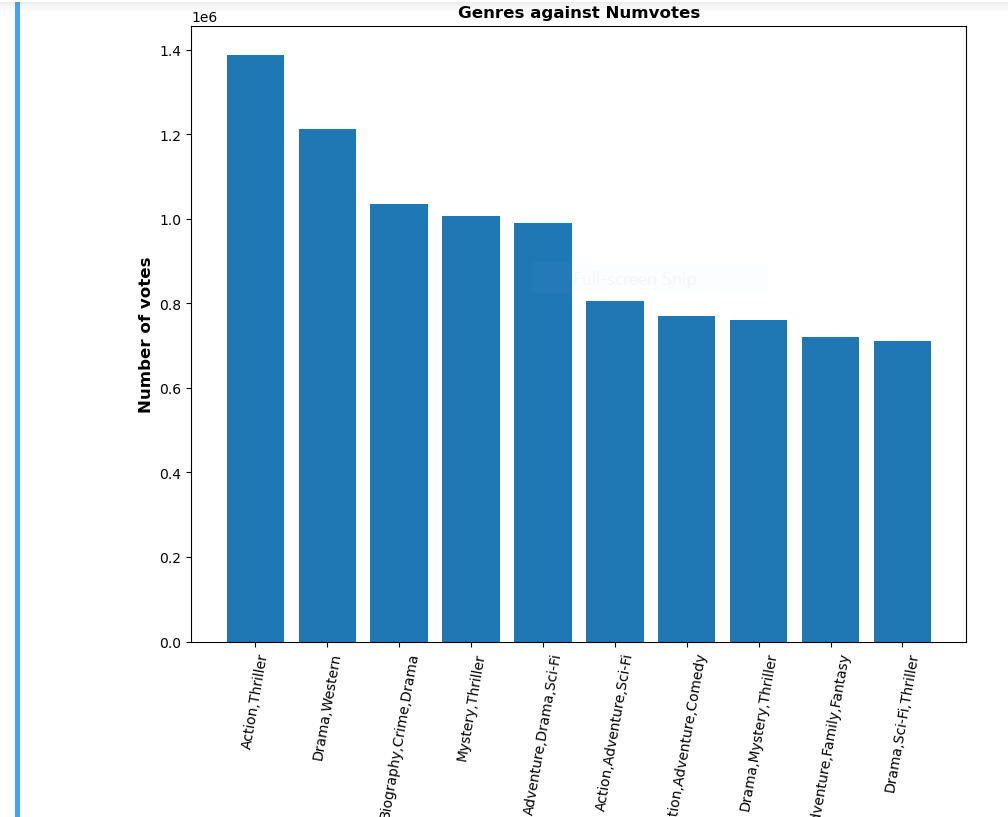 Genres against Numvotes
1e6
1.4
1.2
1.0
0.8
0.6
0.4
0.2
0.0
Number of votes
Full-screen Snip
Action,Thriller
Drama,Western
Biography,Crime,Drama
Mystery,Thriller
Adventure,Drama,Sci-Fi
Action,Adventure,Sci-Fi
tion,Adventure,Comedy
Drama,Mystery,Thriller
dventure,Family,Fantasy
Drama,Sci-Fi,Thriller